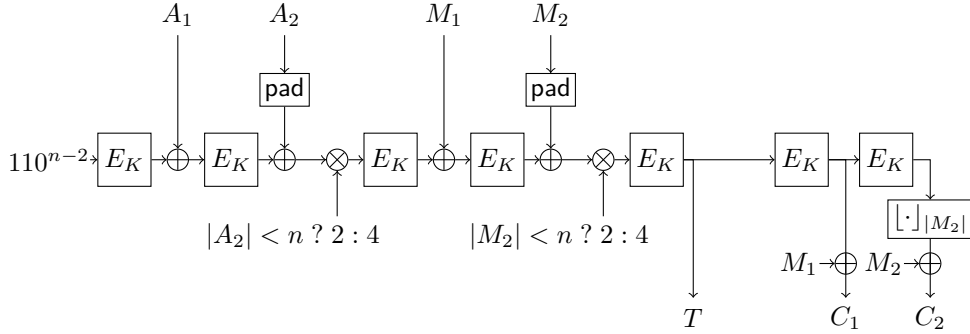 A₁ A₂ M₁ M₂
pad pad
110ⁿ⁻² E_K E_K E_K E_K E_K E_K E_K
|A₂| < n ? 2 : 4 |M₂| < n ? 2 : 4 ⌊·⌋_|M₂|
M₁ M₂
T C₁ C₂